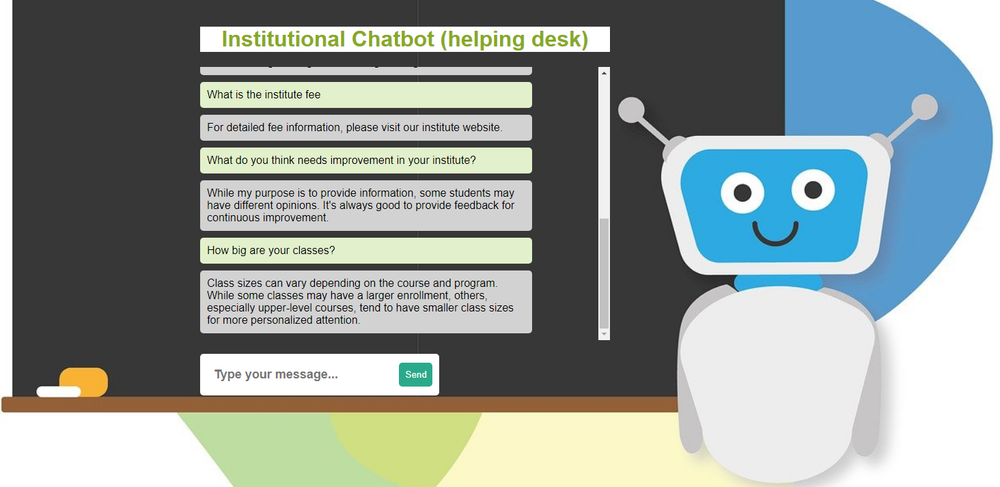 Institutional Chatbot (helping desk)
What is the institute fee
For detailed fee information, please visit our institute website.
What do you think needs improvement in your institute?
While my purpose is to provide information, some students may
have different opinions. It's always good to provide feedback for
continuous improvement.
How big are your classes?
Class sizes can vary depending on the course and program.
While some classes may have a larger enrollment, others,
especially upper-level courses, tend to have smaller class sizes
for more personalized attention.
Type your message...
Send